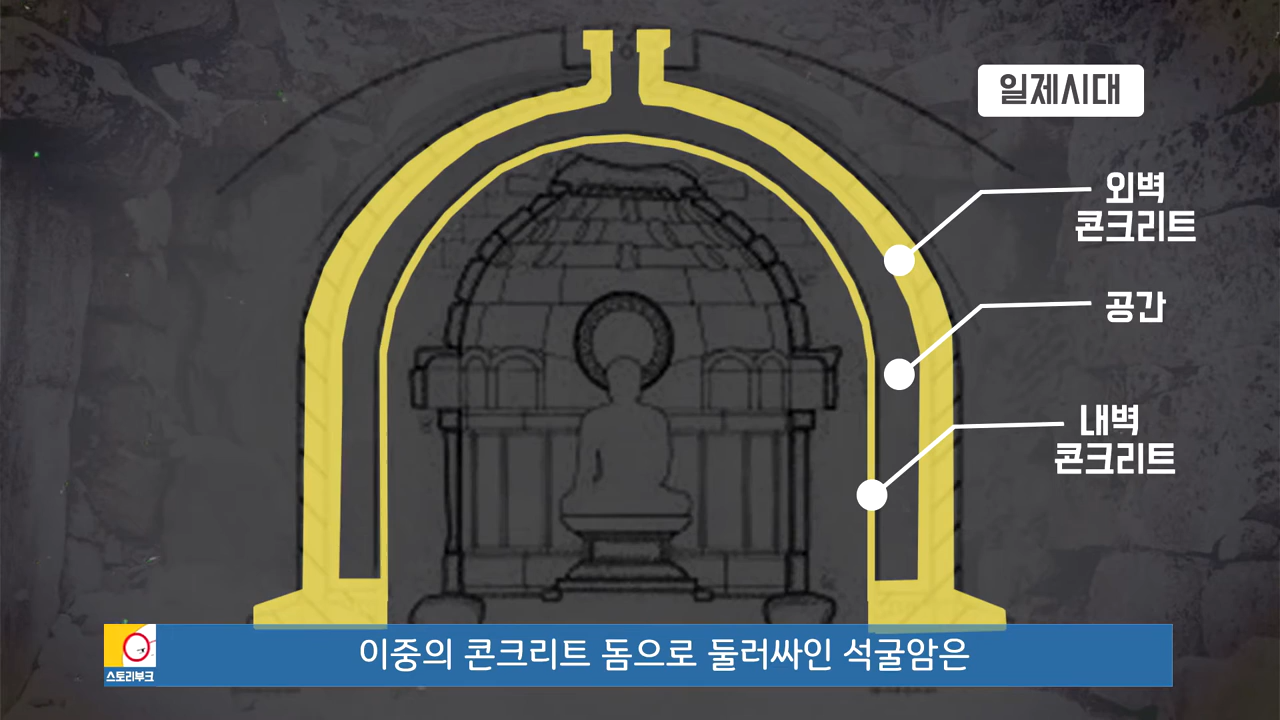 일제시대
외벽
콘크리트
공간
내벽
콘크리트
이중의 콘크리트 돔으로 둘러싸인 석굴암은
스토리부크